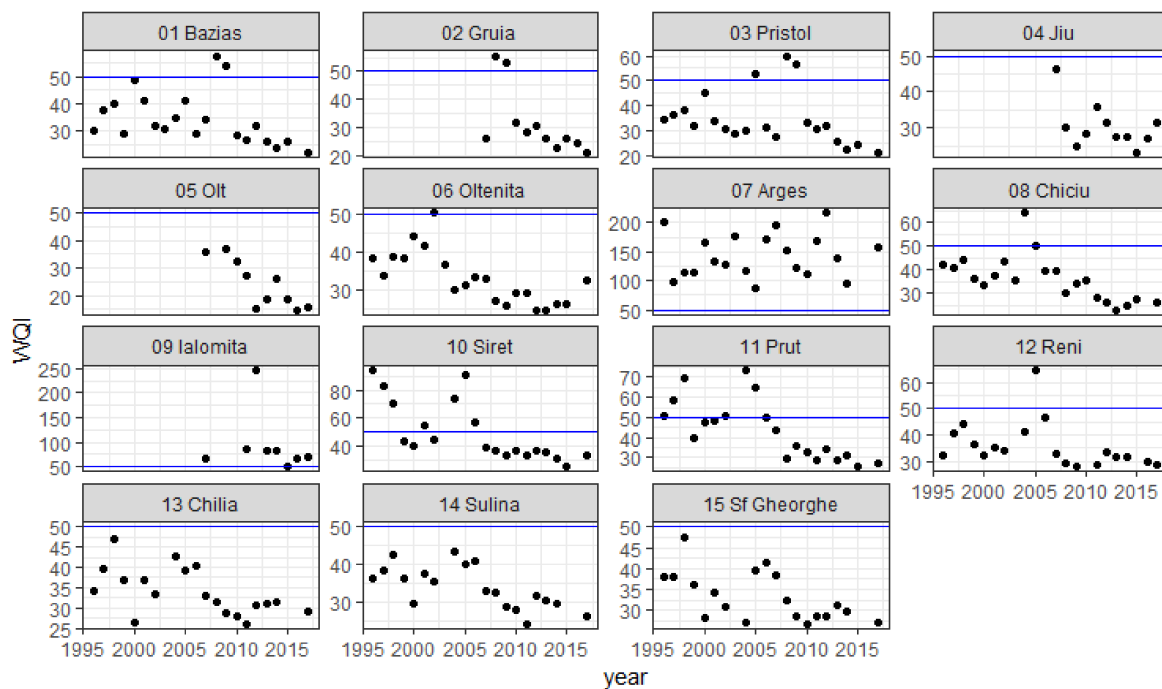 01 Bazias 02 Gruia 03 Pristol 04 Jiu
50 40 30
50 40 30 20
60 50 40 30 20
50 40 30
05 Olt 06 Oltenita 07 Arges 08 Chiciu
50 40 30 20
50 40 30
200 150 100 50
60 50 40 30
WQI
09 Ialomita 10 Siret 11 Prut 12 Reni
250 200 150 100 50
80 60 40
70 60 50 40 30
60 50 40 30
1995 2000 2005 2010 2015
13 Chilia 14 Sulina 15 Sf Gheorghe
50 45 40 35 30 25
50 40 30
50 45 40 35 30
1995 2000 2005 2010 2015 1995 2000 2005 2010 2015 1995 2000 2005 2010 2015
year